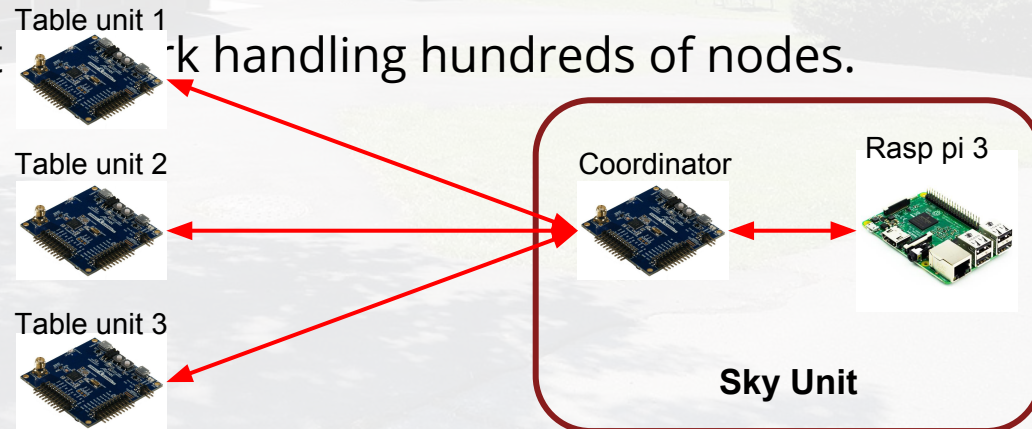 Table unit 1
k handling hundreds of nodes.
Table unit 2
Coordinator
Rasp pi 3
Table unit 3
Sky Unit